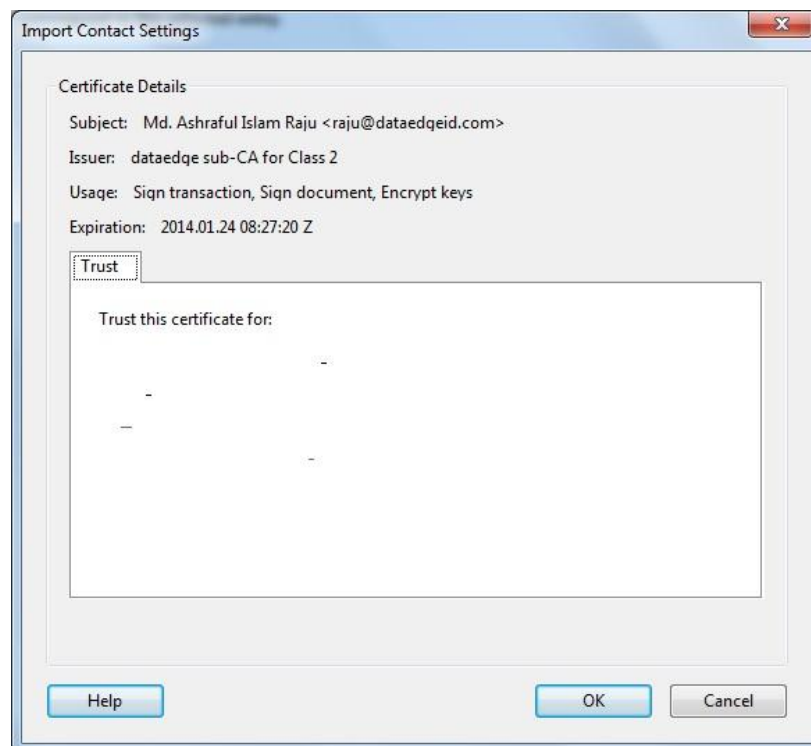 Import Contact Settings
Certificate Details
Subject: Md. Ashraful Islam Raju <raju@dataedqeid.com>
Issuer: dataedqe sub-CA for Class 2
Usage: Siqn transaction, Siqn document, Encrypt keys
Expiration: 2014.01.24 08:27:20 Z
Trust
Trust this certificate for:
Help
OK
Cancel